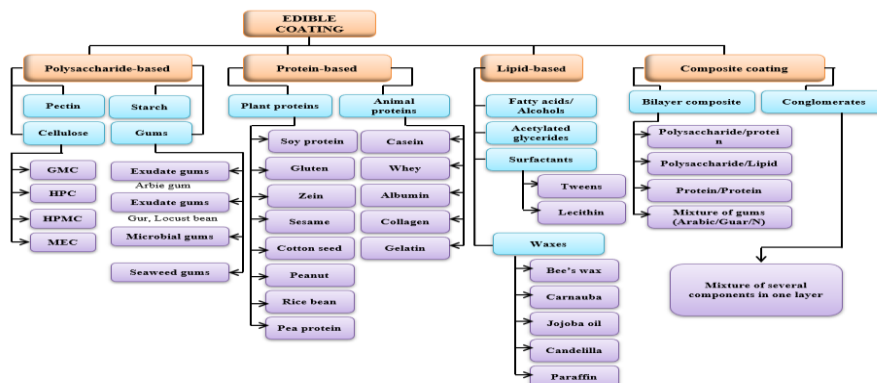 EDIBLE
COATING
Polysaccharide-based
Protein-based
Lipid-based
Composite coating
Pectin
Starch
Cellulose
Gums
GMC
HPC
HPMC
MEC
Exudate gums
Arbie gum
Exudate gums
Gur, Locust bean
Microbial gums
Seaweed gums
Plant proteins
Animal
proteins
Soy protein
Gluten
Zein
Sesame
Cotton seed
Peanut
Rice bean
Pea protein
Casein
Whey
Albumin
Collagen
Gelatin
Fatty acids/
Alcohols
Acetylated
glycerides
Surfactants
Tweens
Lecithin
Waxes
Bee's wax
Carnauba
Jojoba oil
Candelilla
Paraffin
Bilayer composite
Conglomerates
Polysaccharide/protei
n
Polysaccharide/Lipid
Protein/Protein
Mixture of gums
(Arabic/Guar/N)
Mixture of several
components in one layer